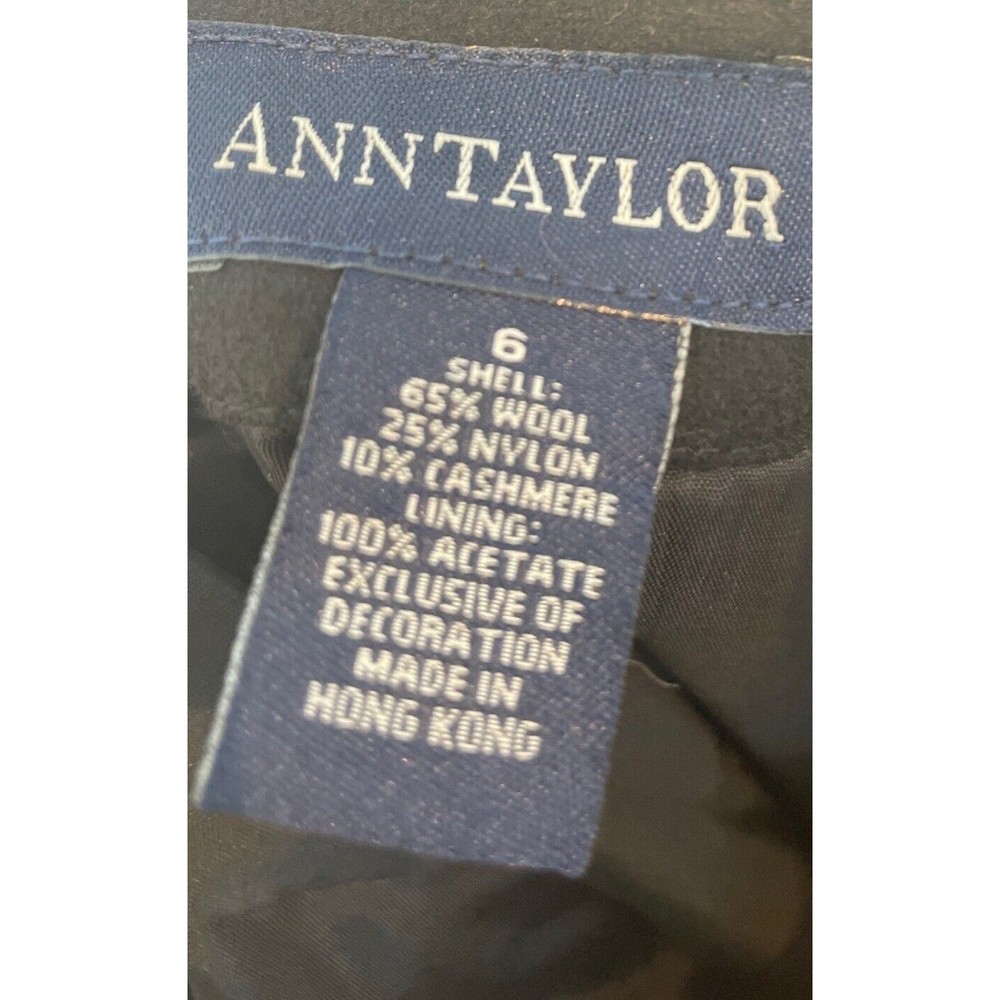 ANNTAYLOR
6
SHELL:
65% WOOL
25% NYLON
10% CASHMERE
LINING:
100% ACETATE
EXCLUSIVE OF
DECORATION
MADE IN
HONG KONG